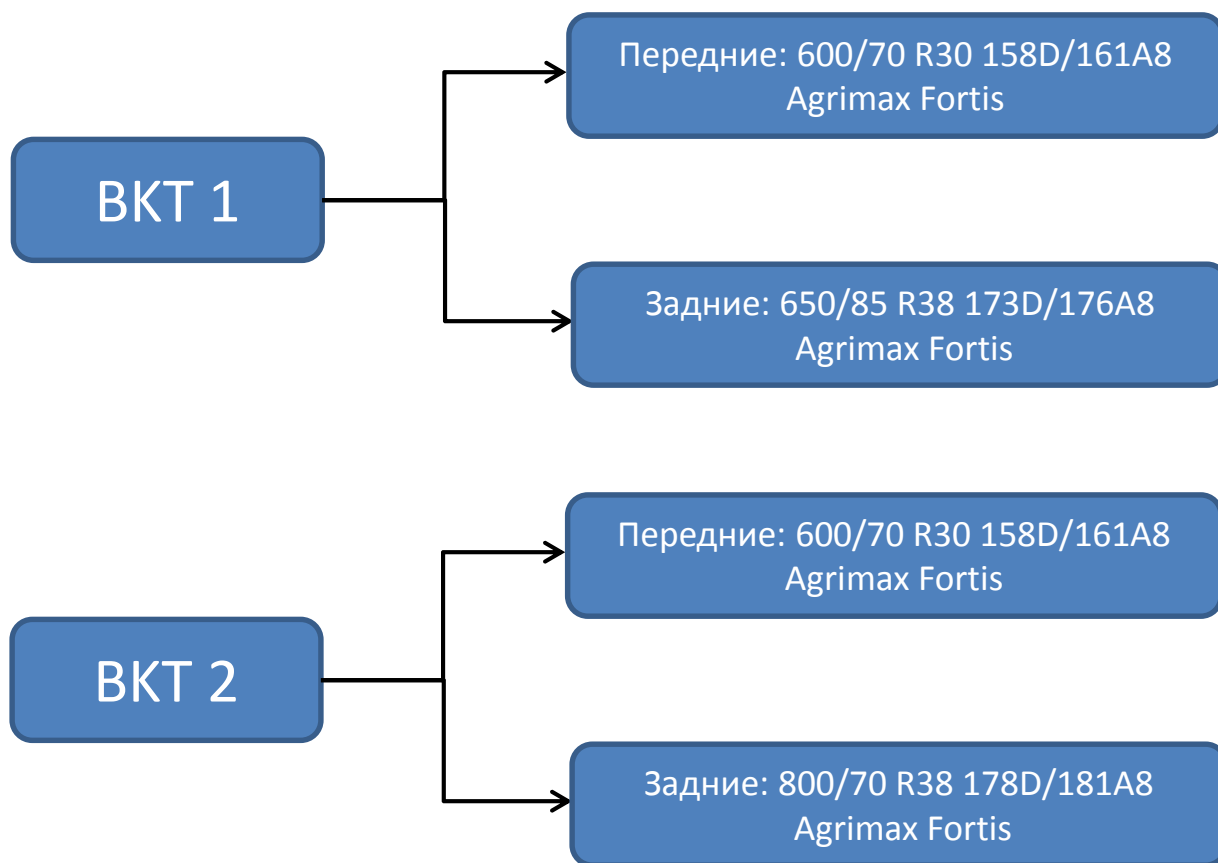 Передние: 600/70 R30 158D/161A8
Agrimax Fortis
BKT 1
Задние: 650/85 R38 173D/176A8
Agrimax Fortis
Передние: 600/70 R30 158D/161A8
Agrimax Fortis
BKT 2
Задние: 800/70 R38 178D/181A8
Agrimax Fortis